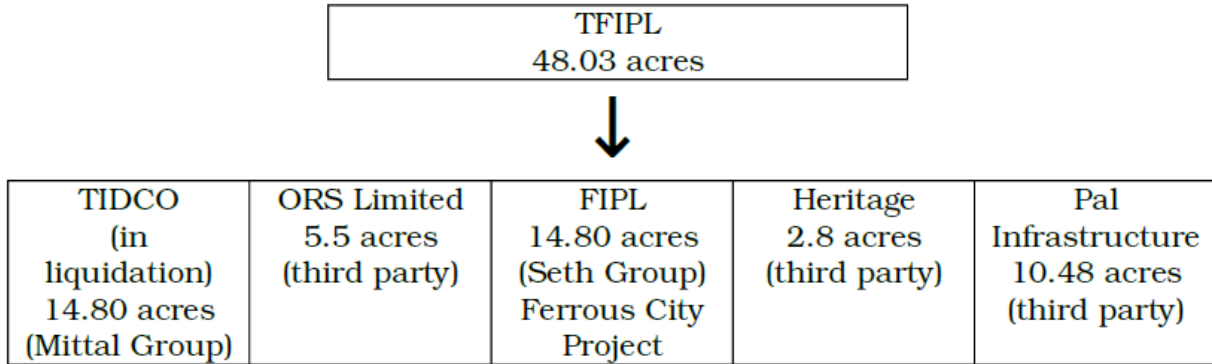 TFIPL
48.03 acres
↓
TIDCO
(in
liquidation)
14.80 acres
(Mittal Group)
ORS Limited
5.5 acres
(third party)
FIPL
14.80 acres
(Seth Group)
Ferrous City
Project
Heritage
2.8 acres
(third party)
Pal
Infrastructure
10.48 acres
(third party)